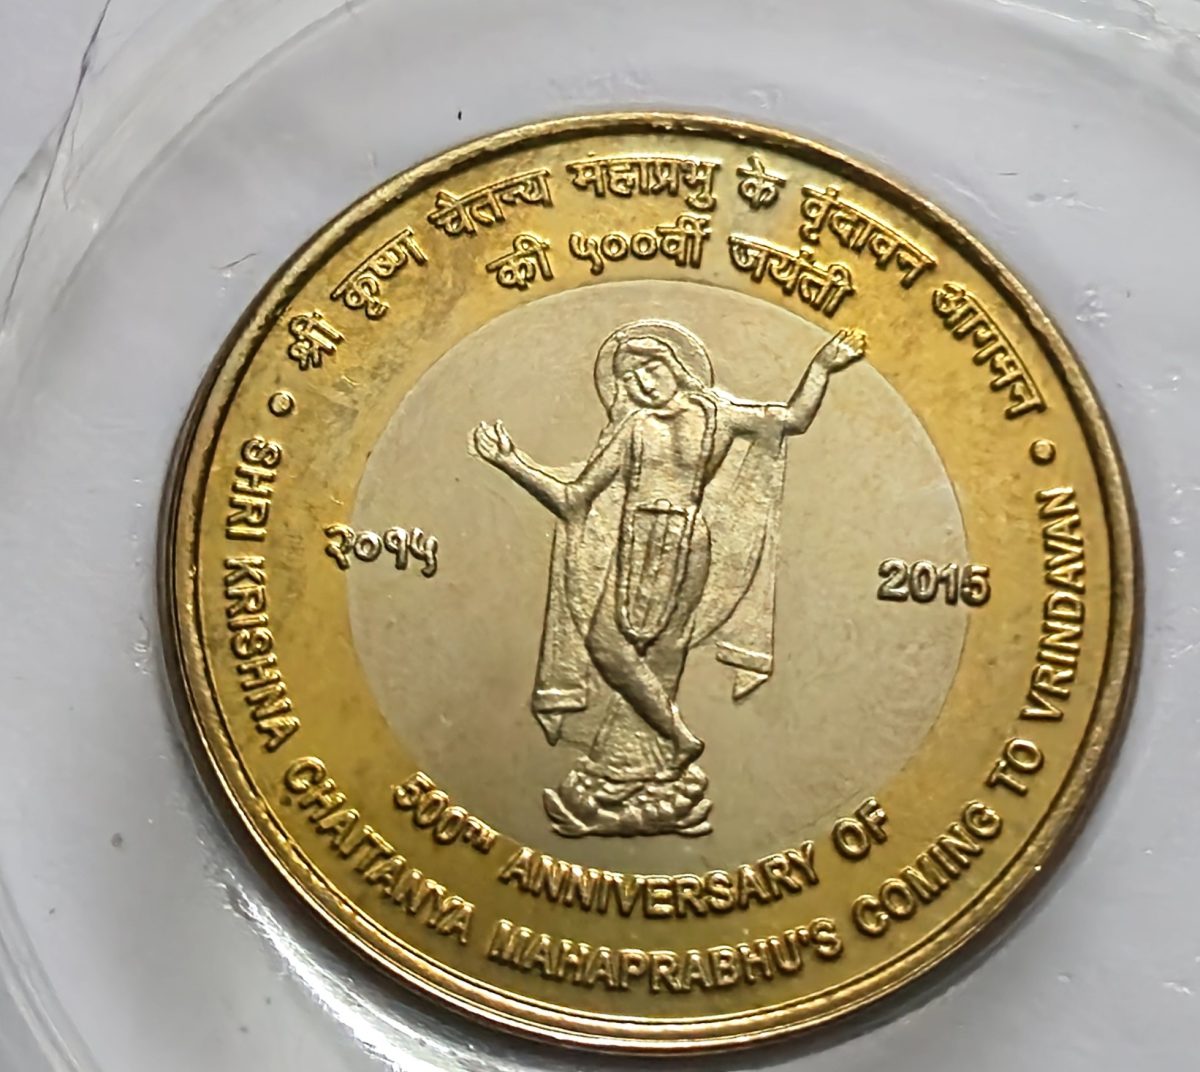 श्री कृष्ण चैतन्य महाप्रभु के वृंदावन आगमन
की ५००वीं जयंती
२०१५
2015
500TH ANNIVERSARY OF
SHRI KRISHNA CHAITANYA MAHAPRABHU'S COMING TO VRINDAVAN